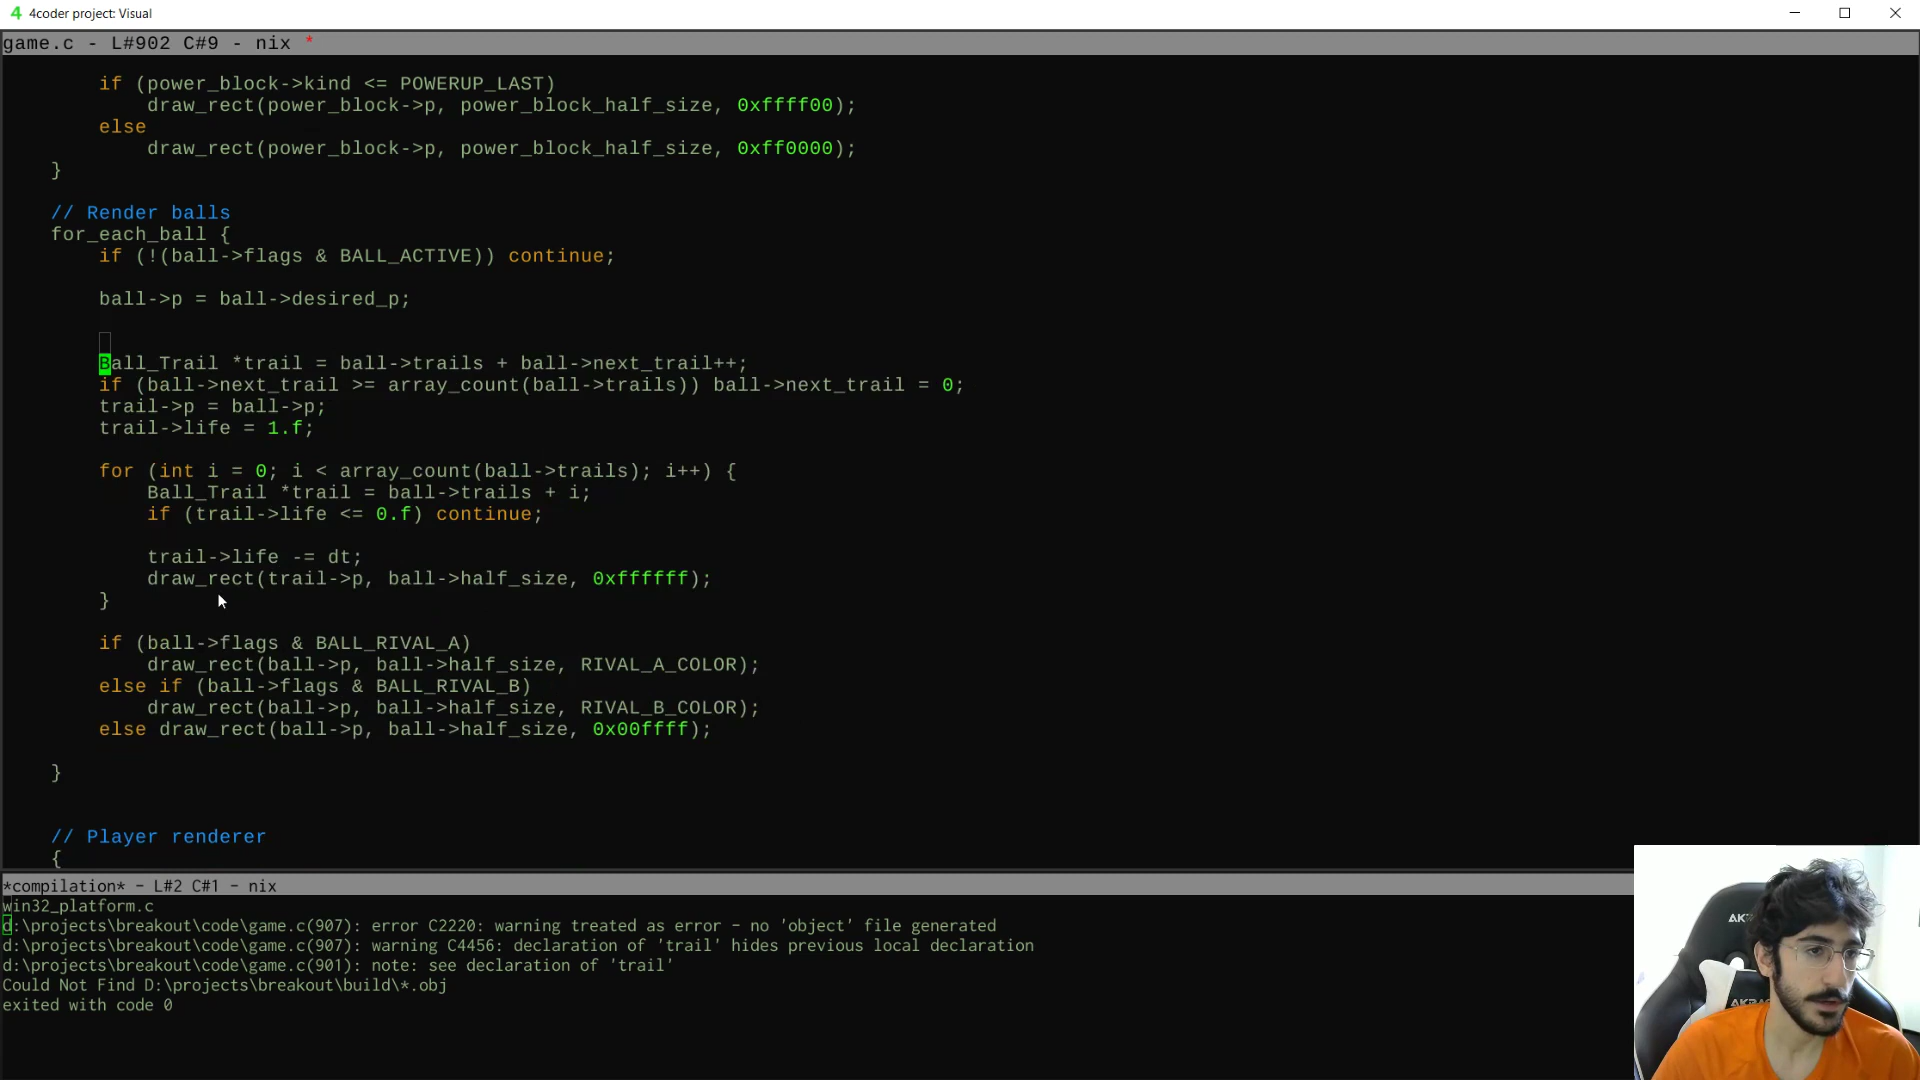 4 4coder project: Visual
game.c - L#902 C#9 - nix *
if (power_block->kind <= POWERUP_LAST)
draw_rect(power_block->p, power_block_half_size, 0xffff00);
else
draw_rect(power_block->p, power_block_half_size, 0xff0000);
}
// Render balls
for_each_ball {
if (!(ball->flags & BALL_ACTIVE)) continue;
ball->p = ball->desired_p;
Ball_Trail *trail = ball->trails + ball->next_trail++;
if (ball->next_trail >= array_count(ball->trails)) ball->next_trail = 0;
trail->p = ball->p;
trail->life = 1.f;
for (int i = 0; i < array_count(ball->trails); i++) {
Ball_Trail *trail = ball->trails + i;
if (trail->life <= 0.f) continue;
trail->life -= dt;
draw_rect(trail->p, ball->half_size, 0xffffff);
}
if (ball->flags & BALL_RIVAL_A)
draw_rect(ball->p, ball->half_size, RIVAL_A_COLOR);
else if (ball->flags & BALL_RIVAL_B)
draw_rect(ball->p, ball->half_size, RIVAL_B_COLOR);
else draw_rect(ball->p, ball->half_size, 0x00ffff);
}
// Player renderer
{
*compilation* - L#2 C#1 - nix
win32_platform.c
d:\projects\breakout\code\game.c(907): error C2220: warning treated as error - no 'object' file generated
d:\projects\breakout\code\game.c(907): warning C4456: declaration of 'trail' hides previous local declaration
d:\projects\breakout\code\game.c(901): note: see declaration of 'trail'
Could Not Find D:\projects\breakout\build\*.obj
exited with code 0